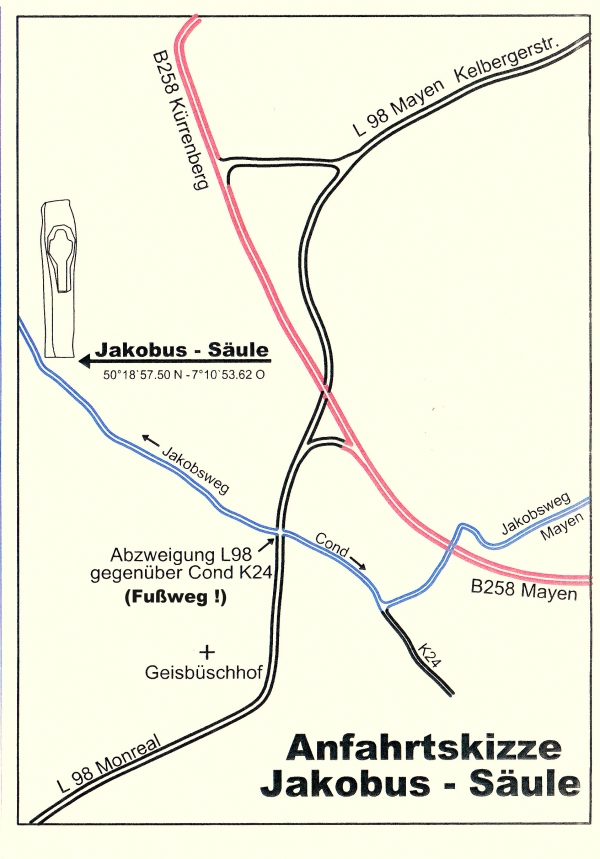 B258 Kürrenberg
L 98 Mayen Kelbergerstr.
Jakobus - Säule
50°18`57.50 N - 7°10`53.62 O
Jakobsweg
Cond
Jakobsweg
Mayen
Abzweigung L98
gegenüber Cond K24
(Fußweg !)
B258 Mayen
K24
Geisbüschhof
L 98 Monreal
Anfahrtskizze
Jakobus - Säule